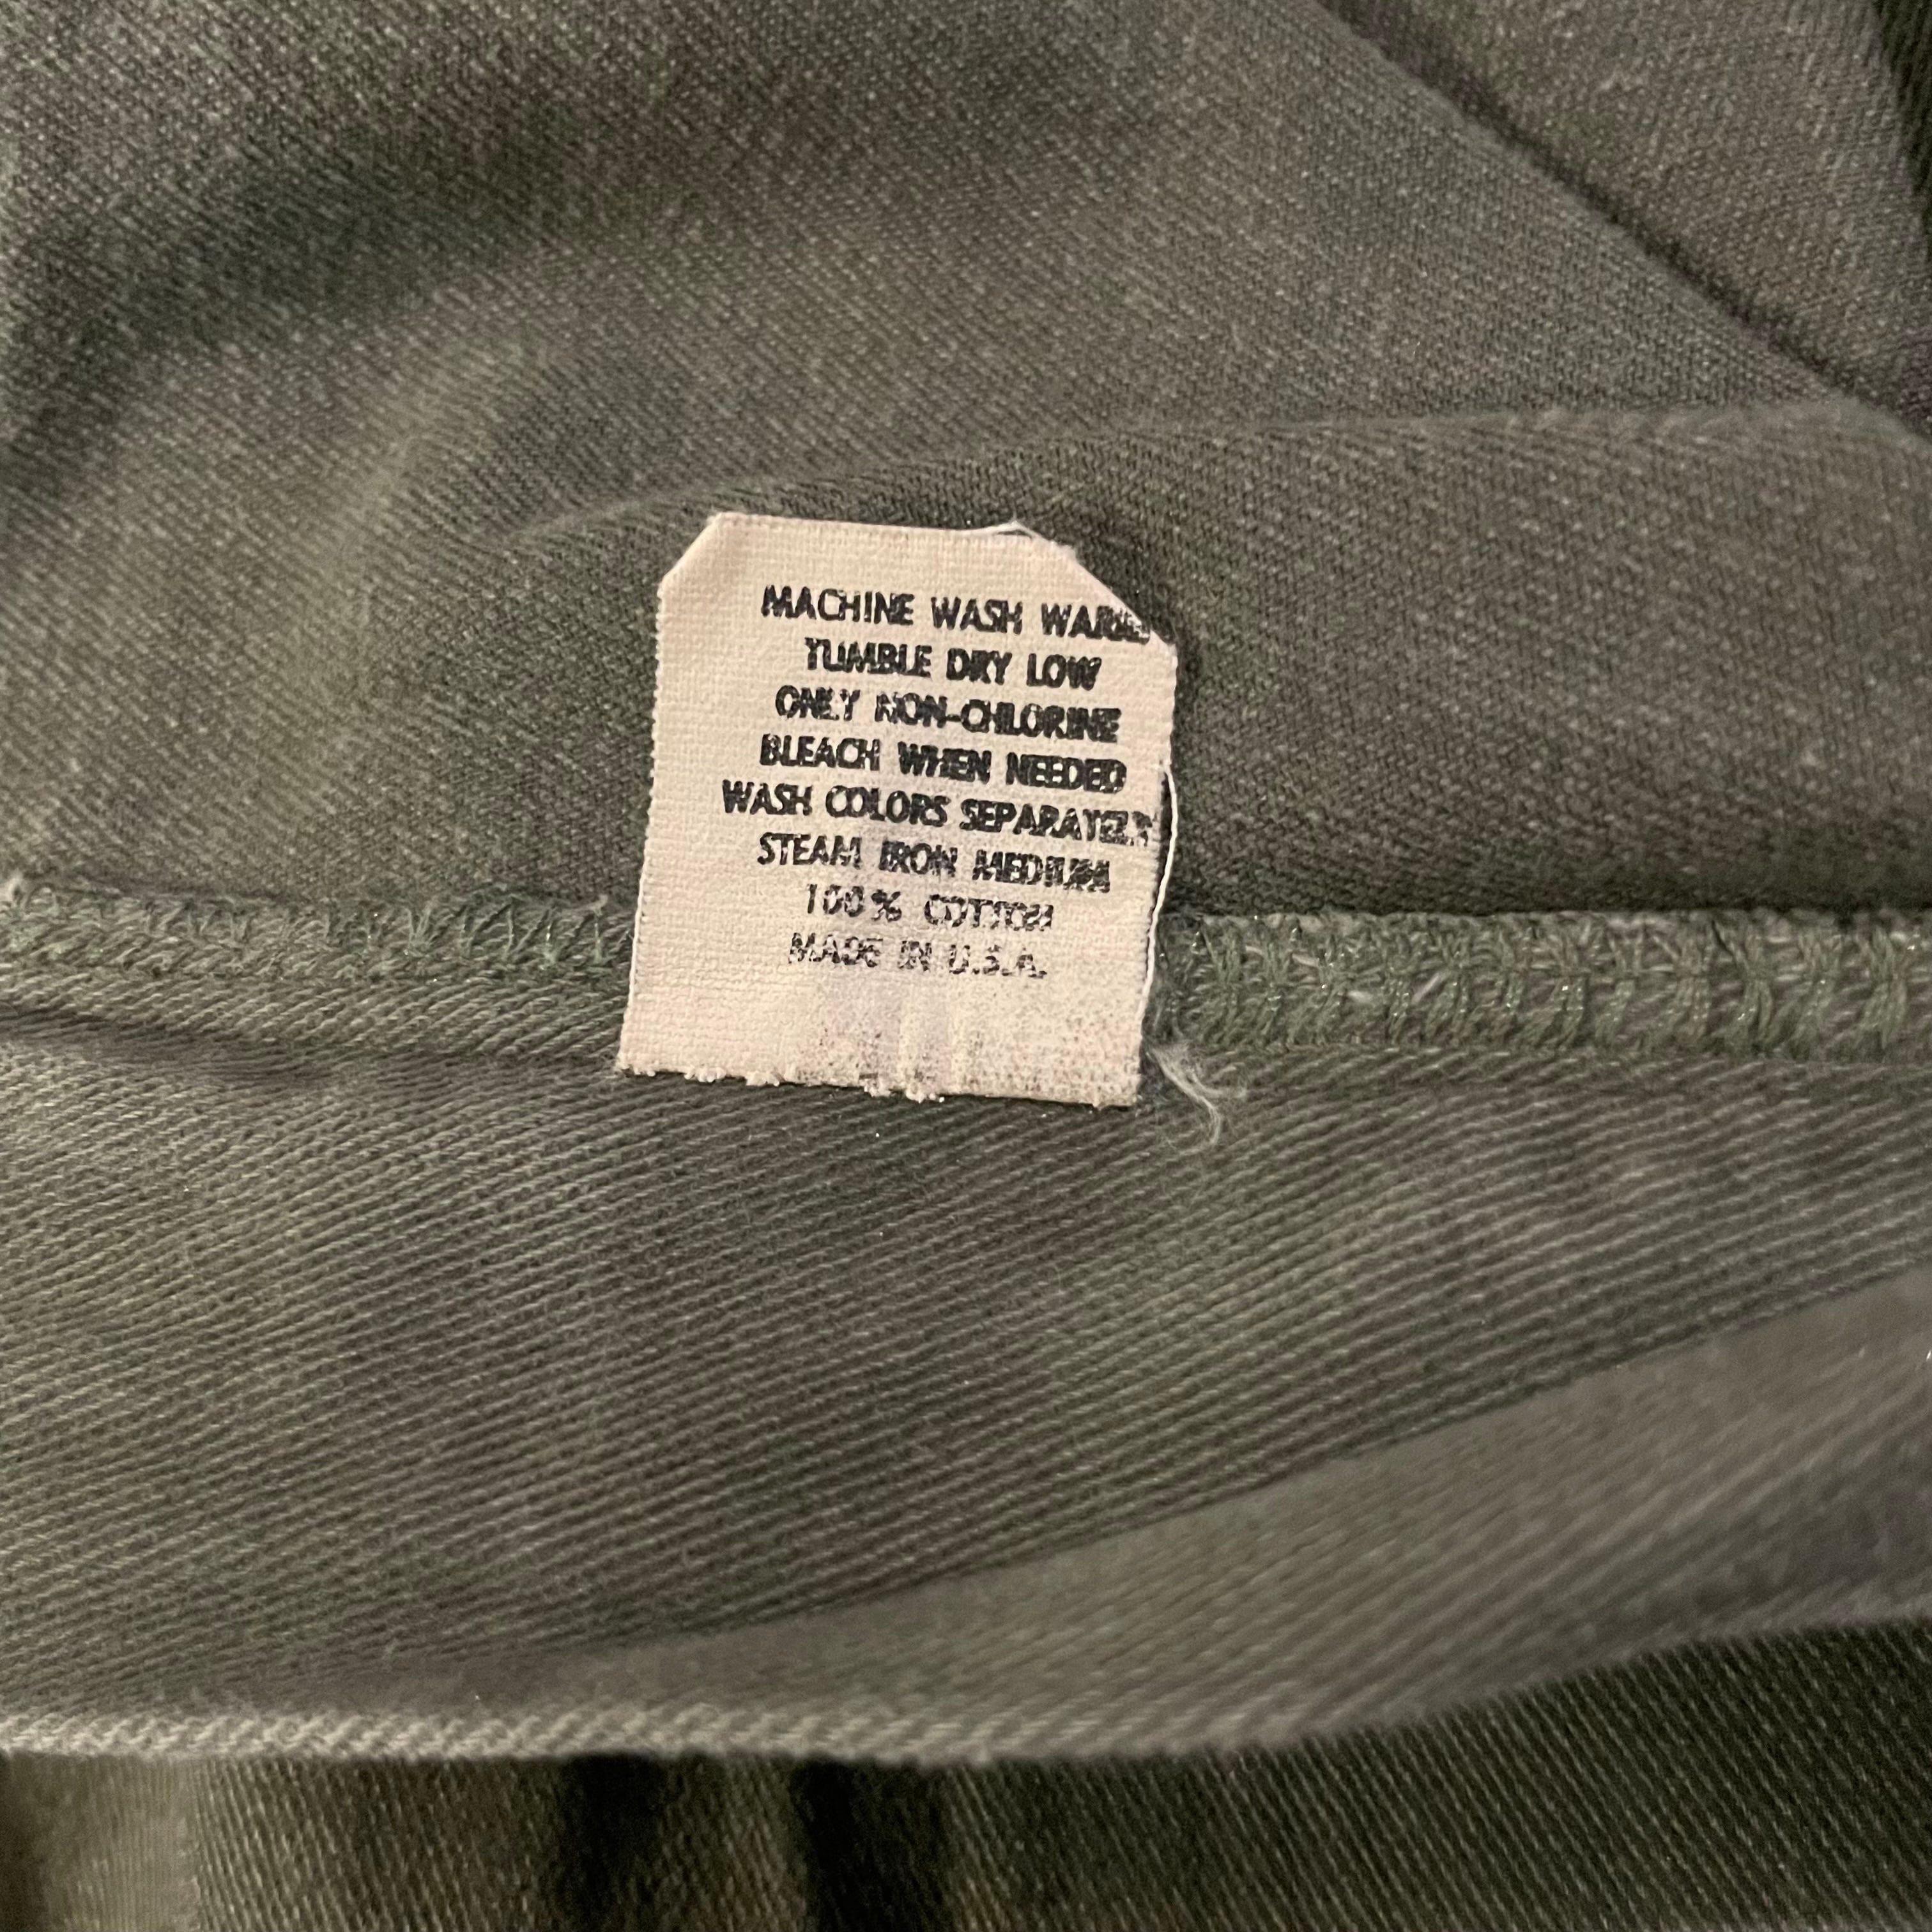 MACHINE WASH WARM
TUMBLE DRY LOW
ONLY NON-CHLORINE
BLEACH WHEN NEEDED
WASH COLORS SEPARATELY
STEAM IRON MEDIUM
100% COTTON
MADE IN U.S.A.